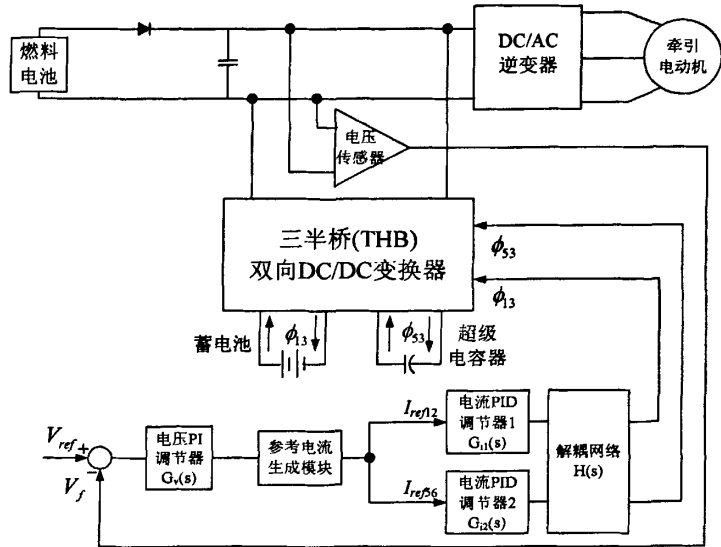 燃料
电池
DC/AC
逆变器
牵引
电动机
电压
传感器
三半桥(THB)
双向DC/DC变换器
ϕ53
ϕ13
蓄电池
ϕ13
ϕ53
超级
电容器
Vref
+
−
Vf
电压PI
调节器
Gv(s)
参考电流
生成模块
Iref12
Iref56
电流PID
调节器1
Gi1(s)
电流PID
调节器2
Gi2(s)
解耦网络
H(s)